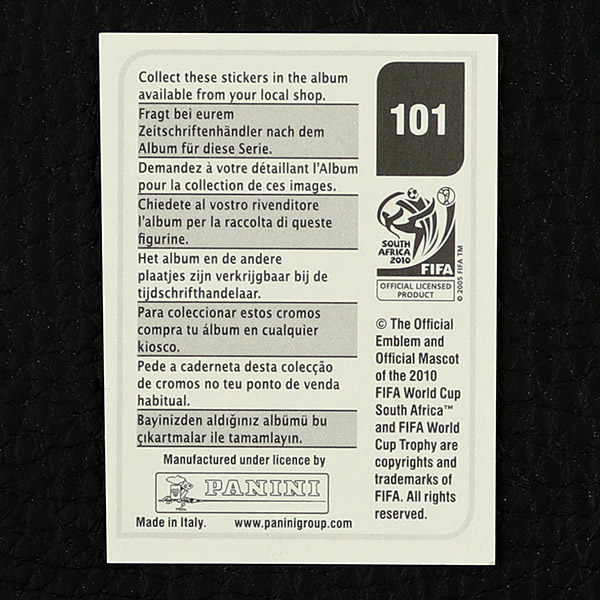 Collect these stickers in the album
available from your local shop.
Fragt bei eurem
Zeitschriftenhändler nach dem
Album für diese Serie.
Demandez à votre détaillant l'Album
pour la collection de ces images.
Chiedete al vostro rivenditore
l'album per la raccolta di queste
figurine.
Het album en de andere
plaatjes zijn verkrijgbaar bij de
tijdschrifthandelaar.
Para coleccionar estos cromos
compra tu álbum en cualquier
kiosco.
Pede a caderneta desta colecção
de cromos no teu ponto de venda
habitual.
Bayinizden aldığınız albümü bu
çıkartmalar ile tamamlayın.
Manufactured under licence by
PANINI
Made in Italy. www.paninigroup.com
101
SOUTH
AFRICA
2010
FIFA
© 2005 FIFA TM
OFFICIAL LICENSED
PRODUCT
© The Official
Emblem and
Official Mascot
of the 2010
FIFA World Cup
South Africa™
and FIFA World
Cup Trophy are
copyrights and
trademarks of
FIFA. All rights
reserved.